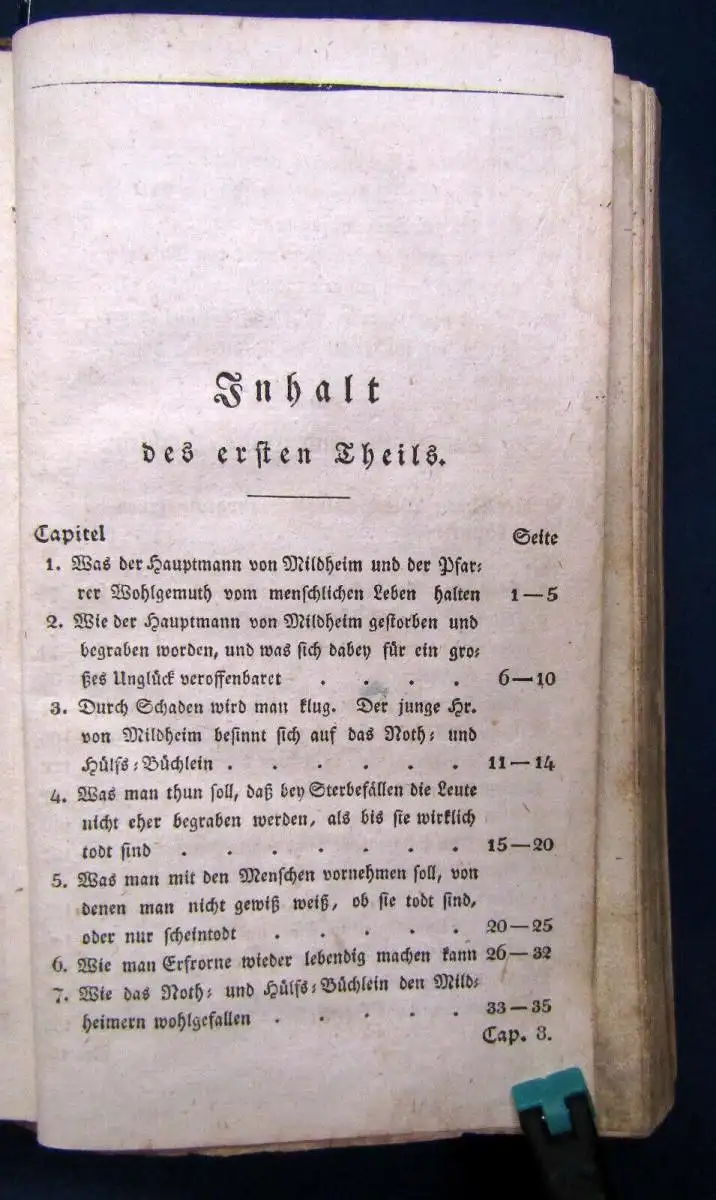 Inhalt
des ersten Theils.
Capitel Seite
1. Was der Hauptmann von Mildheim und der Pfar⸗
rer Wohlgemuth vom menschlichen Leben halten 1—5
2. Wie der Hauptmann von Mildheim gestorben und
begraben worden, und was sich dabey für ein gro⸗
ßes Unglück veroffenbaret . . . . 6—10
3. Durch Schaden wird man klug. Der junge Hr.
von Mildheim besinnt sich auf das Noth⸗ und
Hülfs⸗Büchlein . . . . . . . 11—14
4. Was man thun soll, daß bey Sterbefällen die Leute
nicht eher begraben werden, als bis sie wirklich
todt sind . . . . . . . 15—20
5. Was man mit den Menschen vornehmen soll, von
denen man nicht gewiß weiß, ob sie todt sind,
oder nur scheintodt . . . . . 20—25
6. Wie man Erfrorne wieder lebendig machen kann 26—32
7. Wie das Noth⸗ und Hülfs⸗Büchlein den Mild⸗
heimern wohlgefallen . . . . . 33—35
Cap. 3.